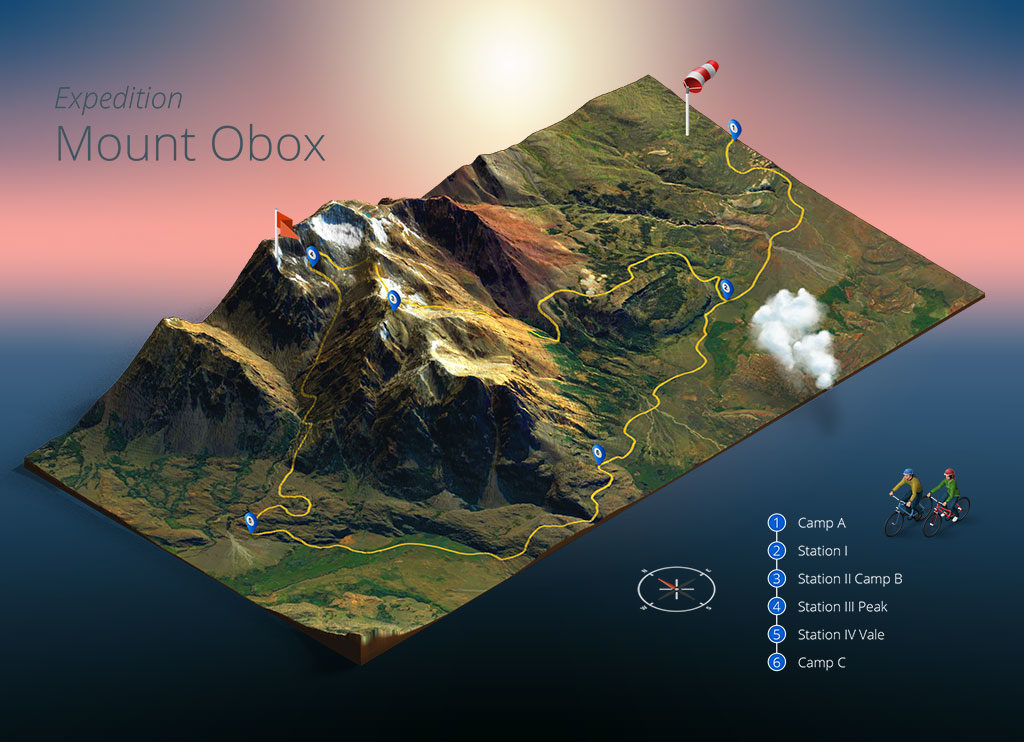 Expedition
Mount Obox
1 Camp A
2 Station I
3 Station II Camp B
4 Station III Peak
5 Station IV Vale
6 Camp C